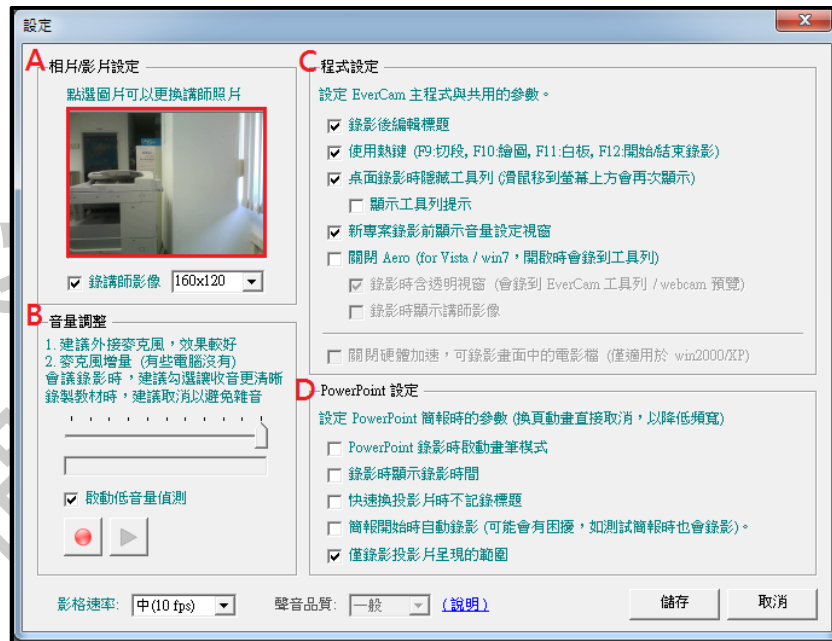 設定
A 相片/影片設定
點選圖片可以更換講師照片
錄講師影像 160x120
B 音量調整
1. 建議外接麥克風，效果較好
2. 麥克風增量 (有些電腦沒有)
會議錄影時，建議勾選讓收音更清晰
錄製教材時，建議取消以避免雜音
啟動低音量偵測
C 程式設定
設定 EverCam 主程式與共用的參數。
錄影後編輯標題
使用熱鍵 (F9:切段, F10:繪圖, F11:白板, F12:開始/結束錄影)
桌面錄影時隱藏工具列 (滑鼠移到螢幕上方會再次顯示)
顯示工具列提示
新專案錄影前顯示音量設定視窗
關閉 Aero (for Vista / win7，開啟時會錄到工具列)
錄影時含透明視窗 (會錄到 EverCam 工具列 / webcam 預覽)
錄影時顯示講師影像
關閉硬體加速，可錄影畫面中的電影檔 (僅適用於 win2000/XP)
D PowerPoint 設定
設定 PowerPoint 簡報時的參數 (換頁動畫直接取消，以降低頻寬)
PowerPoint 錄影時啟動畫筆模式
錄影時顯示錄影時間
快速換投影片時不記錄標題
簡報開始時自動錄影 (可能會有困擾，如測試簡報時也會錄影)。
僅錄影投影片呈現的範圍
影格速率: 中(10 fps) 聲音品質: 一般 (說明) 儲存 取消